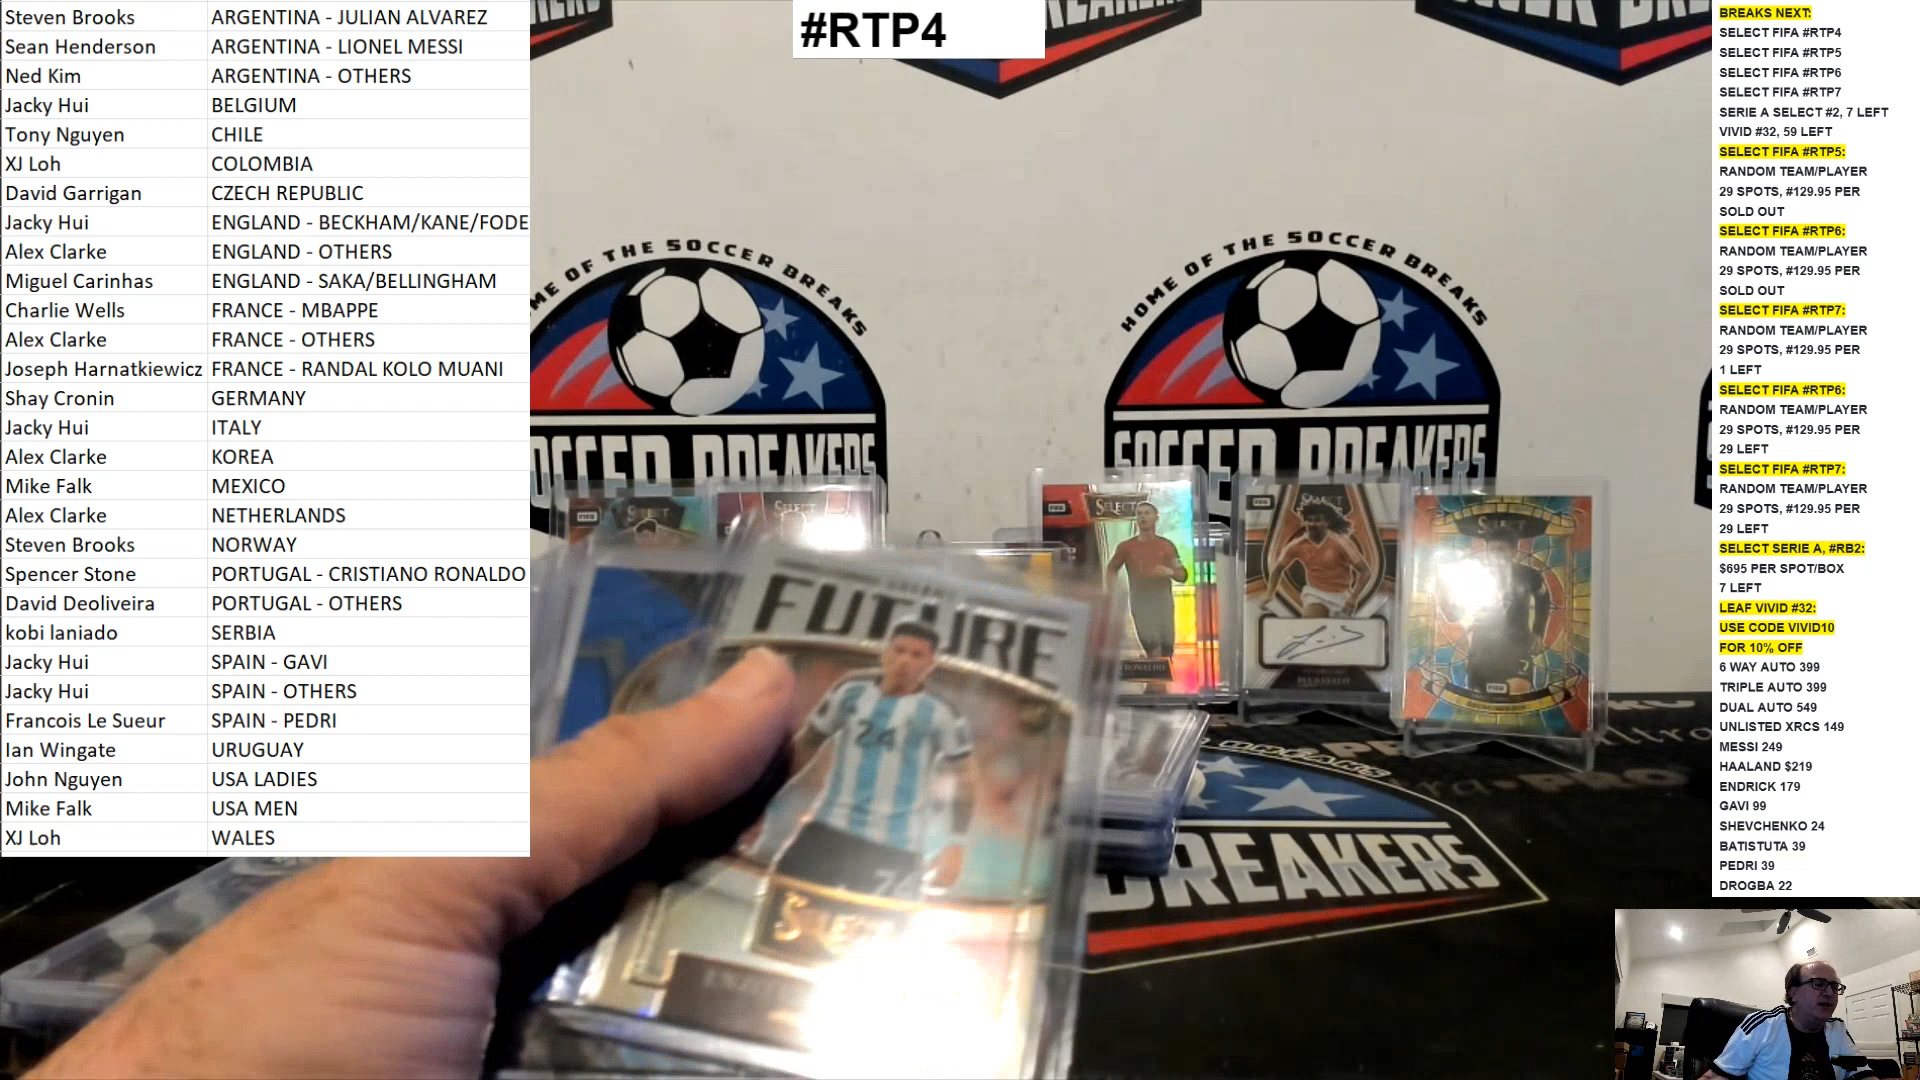 Steven Brooks ARGENTINA - JULIAN ALVAREZ
Sean Henderson ARGENTINA - LIONEL MESSI
Ned Kim ARGENTINA - OTHERS
Jacky Hui BELGIUM
Tony Nguyen CHILE
XJ Loh COLOMBIA
David Garrigan CZECH REPUBLIC
Jacky Hui ENGLAND - BECKHAM/KANE/FODE
Alex Clarke ENGLAND - OTHERS
Miguel Carinhas ENGLAND - SAKA/BELLINGHAM
Charlie Wells FRANCE - MBAPPE
Alex Clarke FRANCE - OTHERS
Joseph Harnatkiewicz FRANCE - RANDAL KOLO MUANI
Shay Cronin GERMANY
Jacky Hui ITALY
Alex Clarke KOREA
Mike Falk MEXICO
Alex Clarke NETHERLANDS
Steven Brooks NORWAY
Spencer Stone PORTUGAL - CRISTIANO RONALDO
David Deoliveira PORTUGAL - OTHERS
kobi laniado SERBIA
Jacky Hui SPAIN - GAVI
Jacky Hui SPAIN - OTHERS
Francois Le Sueur SPAIN - PEDRI
Ian Wingate URUGUAY
John Nguyen USA LADIES
Mike Falk USA MEN
XJ Loh WALES
#RTP4
ME OF THE SOCCER BREAKS
OCCER BREAKERS
HOME OF THE SOCCER BREAKS
SOCCER BREAKERS
SELECT
SELECT
RONALDO
FUTURE
24
24
SELECT
BREAKERS
BREAKS NEXT:
SELECT FIFA #RTP4
SELECT FIFA #RTP5
SELECT FIFA #RTP6
SELECT FIFA #RTP7
SERIE A SELECT #2, 7 LEFT
VIVID #32, 59 LEFT
SELECT FIFA #RTP5:
RANDOM TEAM/PLAYER
29 SPOTS, #129.95 PER
SOLD OUT
SELECT FIFA #RTP6:
RANDOM TEAM/PLAYER
29 SPOTS, #129.95 PER
SOLD OUT
SELECT FIFA #RTP7:
RANDOM TEAM/PLAYER
29 SPOTS, #129.95 PER
1 LEFT
SELECT FIFA #RTP6:
RANDOM TEAM/PLAYER
29 SPOTS, #129.95 PER
29 LEFT
SELECT FIFA #RTP7:
RANDOM TEAM/PLAYER
29 SPOTS, #129.95 PER
29 LEFT
SELECT SERIE A, #RB2:
$695 PER SPOT/BOX
7 LEFT
LEAF VIVID #32:
USE CODE VIVID10
FOR 10% OFF
6 WAY AUTO 399
TRIPLE AUTO 399
DUAL AUTO 549
UNLISTED XRCS 149
MESSI 249
HAALAND $219
ENDRICK 179
GAVI 99
SHEVCHENKO 24
BATISTUTA 39
PEDRI 39
DROGBA 22